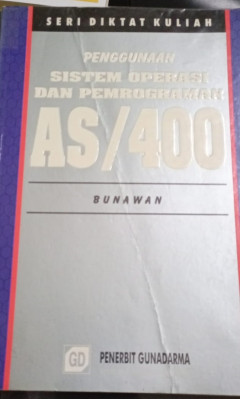 SERI DIKTAT KULIAH
PENGGUNAAN
SISTEM OPERASI
DAN PEMROGRAMAN
AS/400
BUNAWAN
GD
PENERBIT GUNADARMA